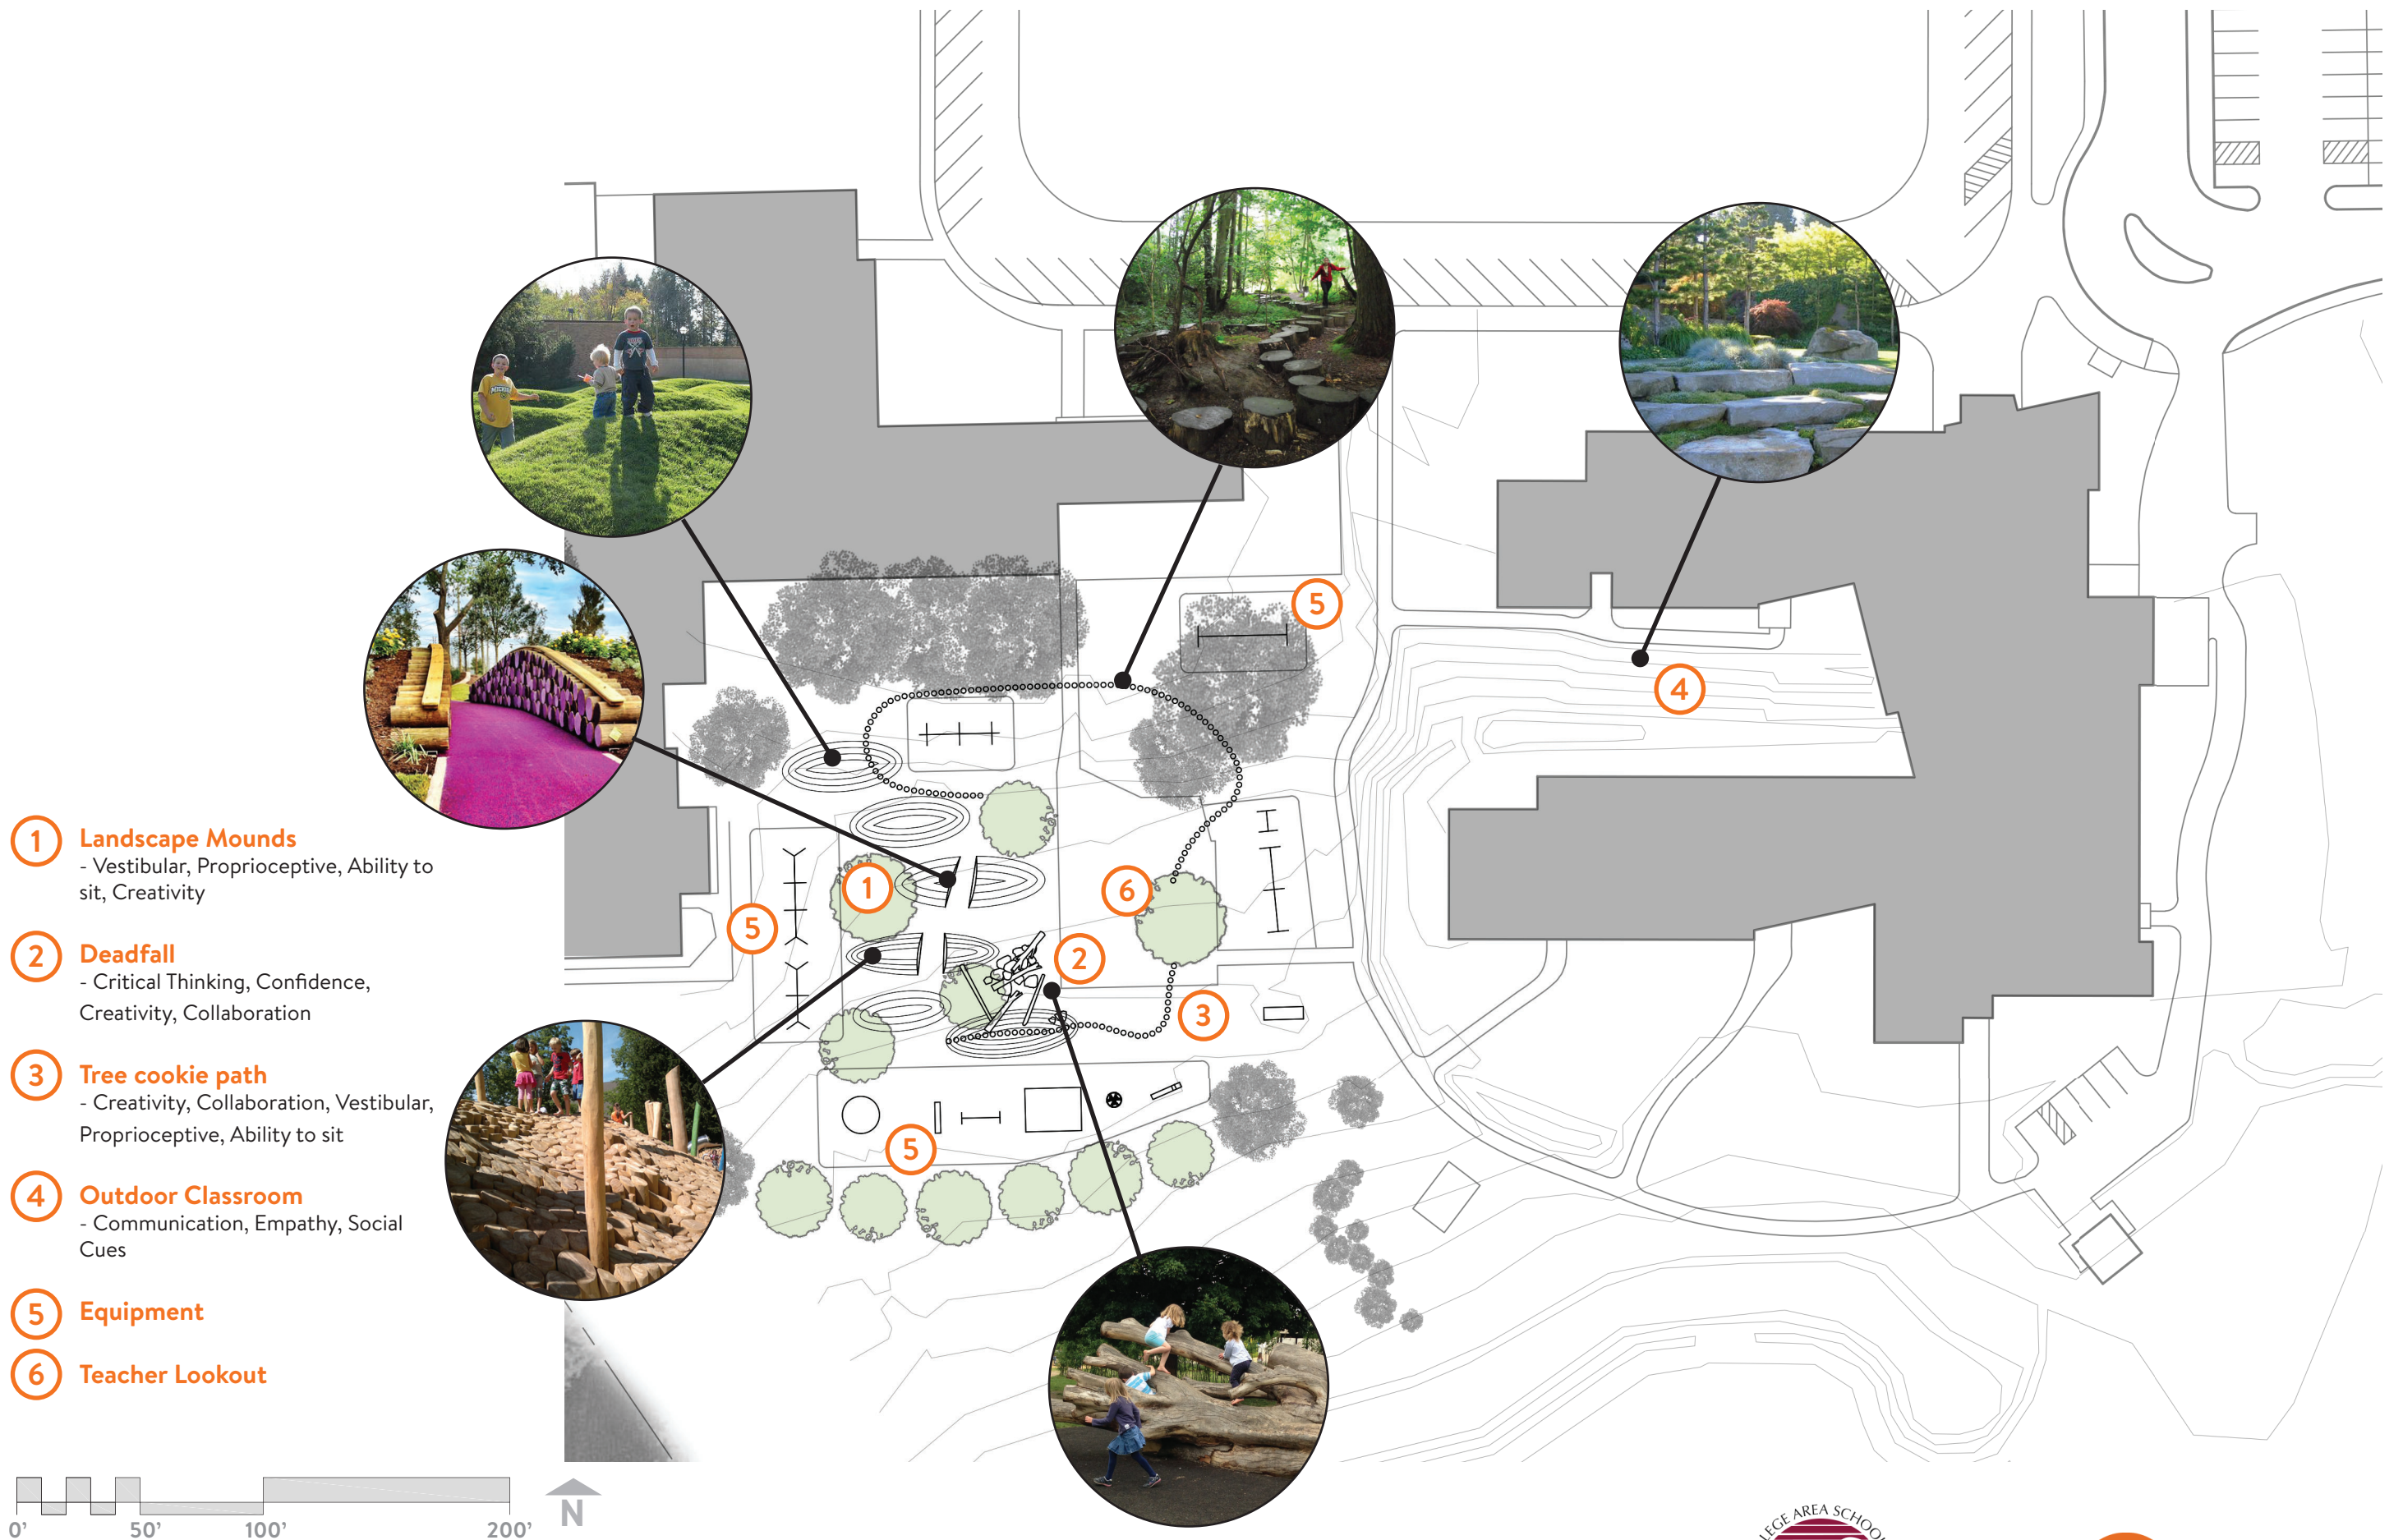 5
4
1
6
5
2
3
5
1 Landscape Mounds
- Vestibular, Proprioceptive, Ability to
sit, Creativity
2 Deadfall
- Critical Thinking, Confidence,
Creativity, Collaboration
3 Tree cookie path
- Creativity, Collaboration, Vestibular,
Proprioceptive, Ability to sit
4 Outdoor Classroom
- Communication, Empathy, Social
Cues
5 Equipment
6 Teacher Lookout
0' 50' 100' 200'
N
AREA